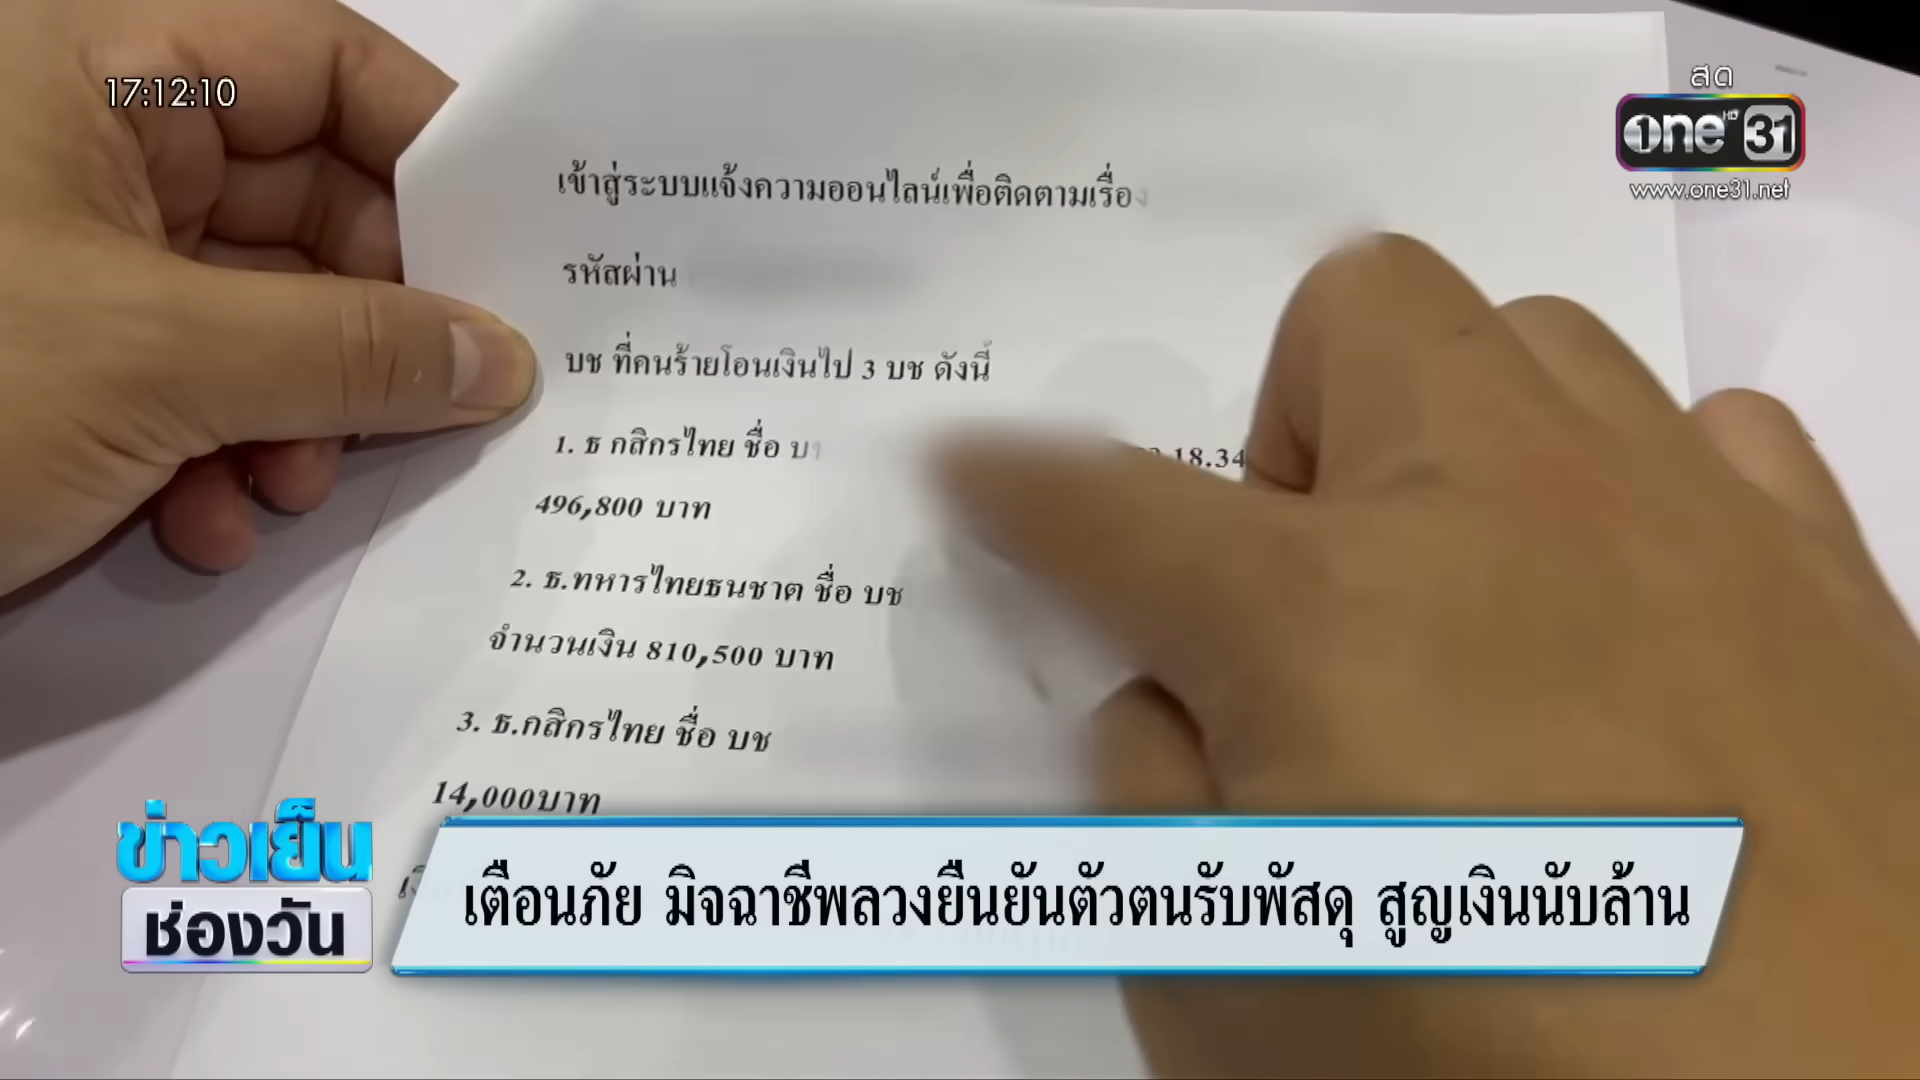 17:12:10
สด
one HD 31
www.one31.net
เข้าสู่ระบบแจ้งความออนไลน์เพื่อติดตามเรื่อง
รหัสผ่าน
บช ที่คนร้ายโอนเงินไป 3 บช ดังนี้
1. ธ กสิกรไทย ชื่อ 18.34
496,800 บาท
2. ธ.ทหารไทยธนชาต ชื่อ บช
จำนวนเงิน 810,500 บาท
3. ธ.กสิกรไทย ชื่อ บช
14,000บาท
ข่าวเย็น
ช่องวัน
เตือนภัย มิจฉาชีพลวงยืนยันตัวตนรับพัสดุ สูญเงินนับล้าน